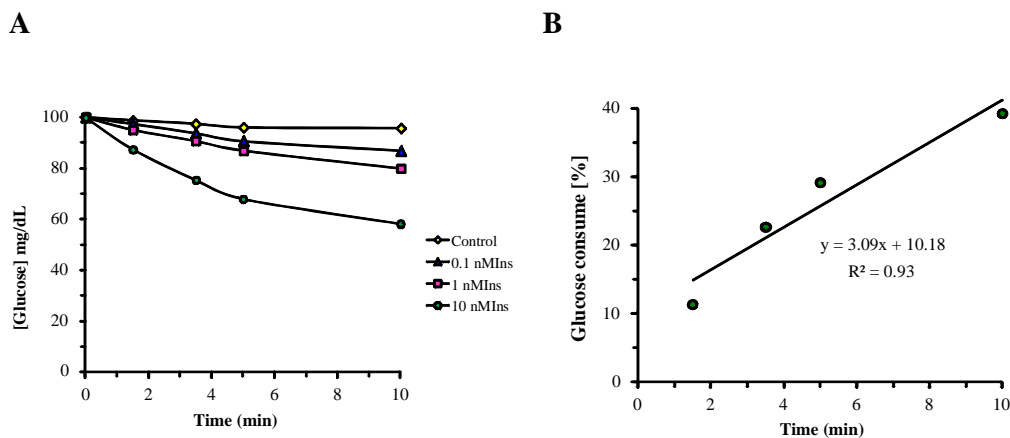 A
B
[Glucose] mg/dL
100
80
60
40
20
0
0 2 4 6 8 10
Time (min)
Control
0.1 nMIns
1 nMIns
10 nMIns
Glucose consume [%]
40
30
20
10
0
0 2 4 6 8 10
Time (min)
y = 3.09x + 10.18
R² = 0.93